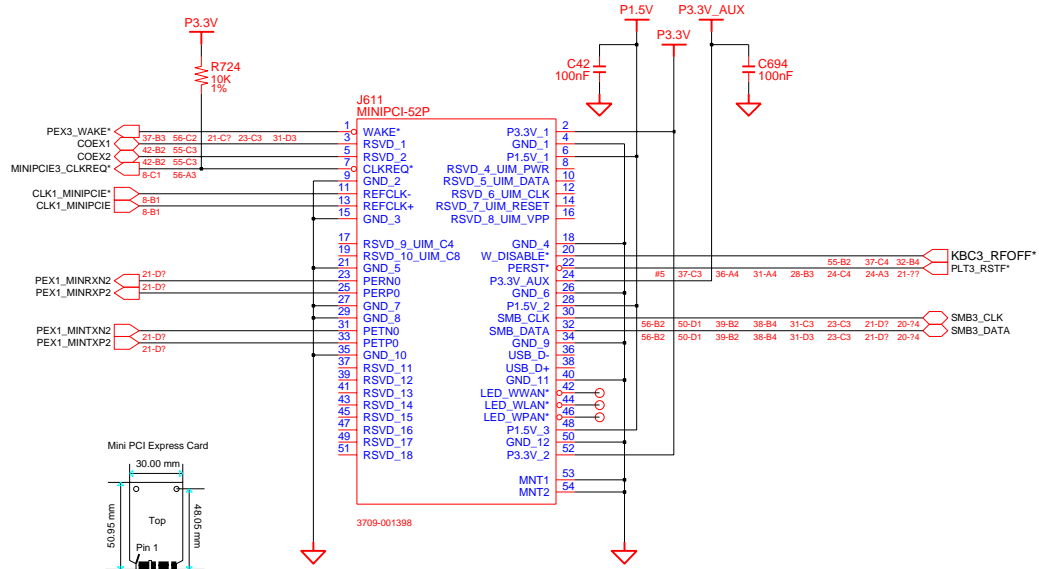 P1.5V
P3.3V_AUX
P3.3V
P3.3V
R724
10K
1%
C42
100nF
C694
100nF
J611
MINIPCI-52P
PEX3_WAKE*
37-B3 56-C2 21-C? 23-C3 31-D3
1 WAKE*
P3.3V_1 2
COEX1
42-B2 55-C3
3 RSVD_1
GND_1 4
COEX2
42-B2 55-C3
5 RSVD_2
P1.5V_1 6
MINIPCIE3_CLKREQ*
8-C1 56-A3
7 CLKREQ*
RSVD_4_UIM_PWR 8
9 GND_2
RSVD_5_UIM_DATA 10
CLK1_MINIPCIE*
8-B1
11 REFCLK-
RSVD_6_UIM_CLK 12
CLK1_MINIPCIE
8-B1
13 REFCLK+
RSVD_7_UIM_RESET 14
15 GND_3
RSVD_8_UIM_VPP 16
17 RSVD_9_UIM_C4
GND_4 18
19 RSVD_10_UIM_C8
W_DISABLE* 20
55-B2 37-C4 32-B4
KBC3_RFOFF*
21 GND_5
PERST* 22
#5 37-C3 36-A4 31-A4 28-B3 24-C4 24-A3 21-??
PLT3_RSTF*
PEX1_MINRXN2
21-D?
23 PERN0
P3.3V_AUX 24
PEX1_MINRXP2
21-D?
25 PERP0
GND_6 26
27 GND_7
P1.5V_2 28
29 GND_8
SMB_CLK 30
56-B2 50-D1 39-B2 38-B4 31-C3 23-C3 21-D? 20-?4
SMB3_CLK
PEX1_MINTXN2
21-D?
31 PETN0
SMB_DATA 32
56-B2 50-D1 39-B2 38-B4 31-D3 23-C3 21-D? 20-?4
SMB3_DATA
PEX1_MINTXP2
21-D?
33 PETP0
GND_9 34
35 GND_10
USB_D- 36
37 RSVD_11
USB_D+ 38
39 RSVD_12
GND_11 40
41 RSVD_13
LED_WWAN* 42
43 RSVD_14
LED_WLAN* 44
45 RSVD_15
LED_WPAN* 46
47 RSVD_16
P1.5V_3 48
49 RSVD_17
GND_12 50
51 RSVD_18
P3.3V_2 52
MNT1 53
MNT2 54
3709-001398
Mini PCI Express Card
30.00 mm
50.95 mm
48.05 mm
Top
Pin 1